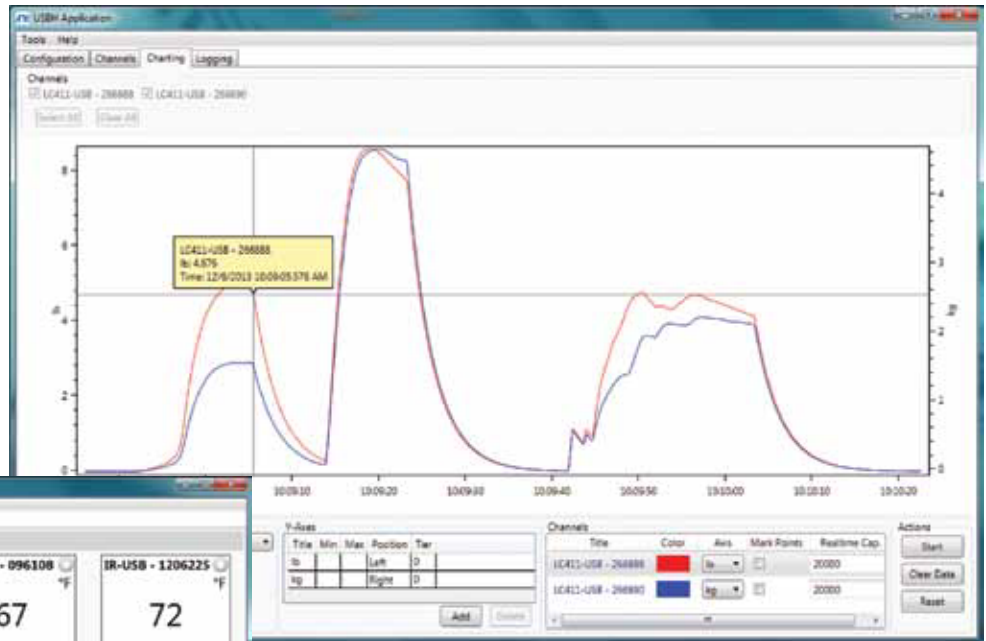 USBH Application
Tools Help
Configuration Channels Charting Logging
Channels
LC411-USB - 266888 LC411-USB - 266890
Select All Clear All
8
6
4
2
0
lb
4
3
2
1
0
kg
LC411-USB - 266888
lb: 4.676
Time: 12/6/2013 10:09:05.376 AM
10:09:10 10:09:20 10:09:30 10:09:40 10:09:50 10:10:00 10:10:10 10:10:20
- 096108
°F
67
IR-USB - 1206225
°F
72
Y-Axes
Title Min Max Position Tier
lb Left 0
kg Right 0
Add Delete
Channels
Title Color Axis Mark Points Realtime Cap.
LC411-USB - 266888 lb 20000
LC411-USB - 266890 kg 20000
Actions
Start
Clear Data
Reset